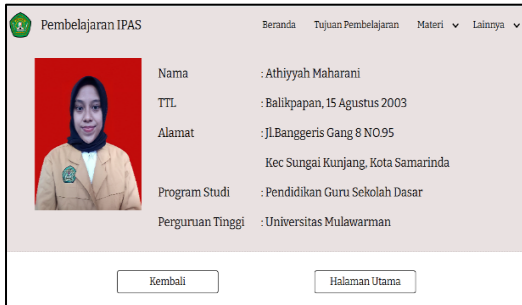 Pembelajaran IPAS Beranda Tujuan Pembelajaran Materi Lainnya
Nama : Athiyyah Maharani
TTL : Balikpapan, 15 Agustus 2003
Alamat : Jl.Banggeris Gang 8 NO.95
Kec Sungai Kunjang, Kota Samarinda
Program Studi : Pendidikan Guru Sekolah Dasar
Perguruan Tinggi : Universitas Mulawarman
Kembali Halaman Utama